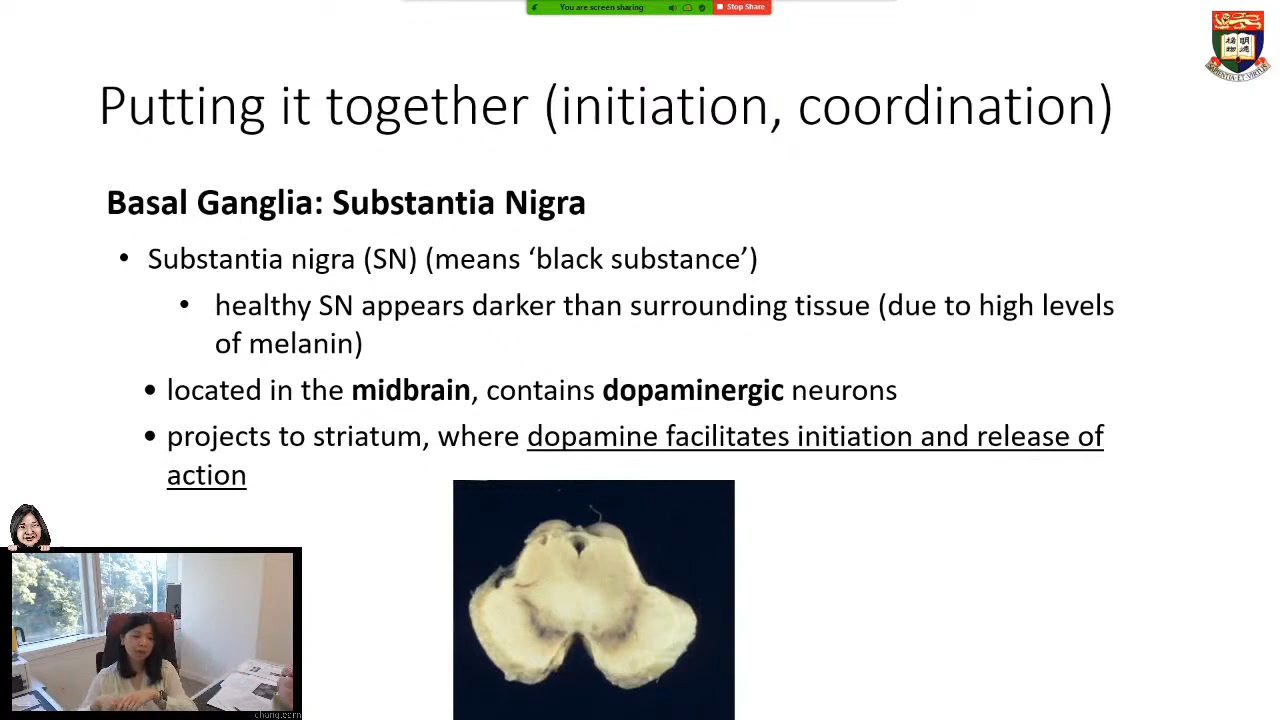 You are screen sharing
Stop Share
Putting it together (initiation, coordination)
Basal Ganglia: Substantia Nigra
• Substantia nigra (SN) (means ‘black substance’)
• healthy SN appears darker than surrounding tissue (due to high levels
of melanin)
• located in the midbrain, contains dopaminergic neurons
• projects to striatum, where dopamine facilitates initiation and release of
action